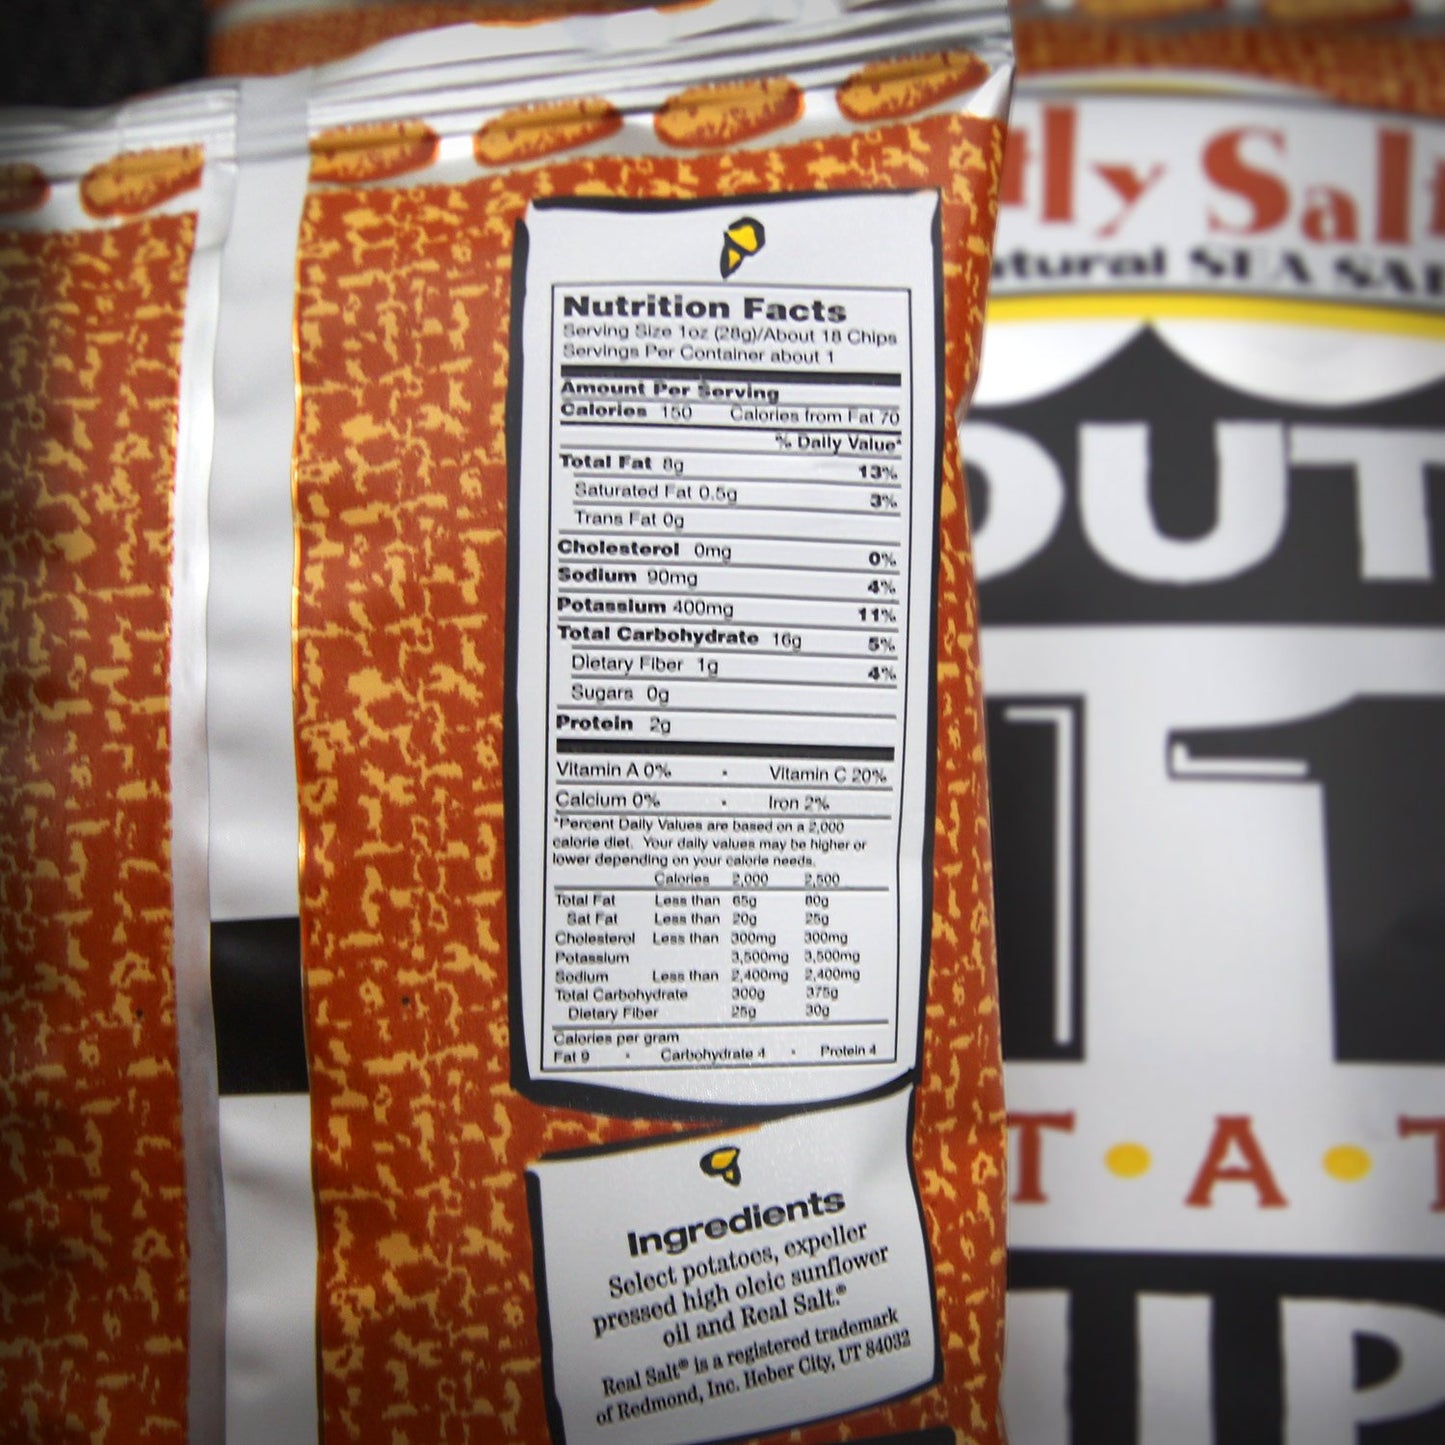 Nutrition Facts
Serving Size 1oz (28g)/About 18 Chips
Servings Per Container about 1
Amount Per Serving
Calories 150 Calories from Fat 70
% Daily Value*
Total Fat 8g 13%
Saturated Fat 0.5g 3%
Trans Fat 0g
Cholesterol 0mg 0%
Sodium 90mg 4%
Potassium 400mg 11%
Total Carbohydrate 16g 5%
Dietary Fiber 1g 4%
Sugars 0g
Protein 2g
Vitamin A 0% • Vitamin C 20%
Calcium 0% • Iron 2%
*Percent Daily Values are based on a 2,000
calorie diet. Your daily values may be higher or
lower depending on your calorie needs.
Calories 2,000 2,500
Total Fat Less than 65g 80g
Sat Fat Less than 20g 25g
Cholesterol Less than 300mg 300mg
Potassium 3,500mg 3,500mg
Sodium Less than 2,400mg 2,400mg
Total Carbohydrate 300g 375g
Dietary Fiber 25g 30g
Calories per gram
Fat 9 • Carbohydrate 4 • Protein 4
Ingredients
Select potatoes, expeller
pressed high oleic sunflower
oil and Real Salt.®
Real Salt® is a registered trademark
of Redmond, Inc. Heber City, UT 84032
tly Salt
tural SEA SAL
OUT
T•A•T
IP